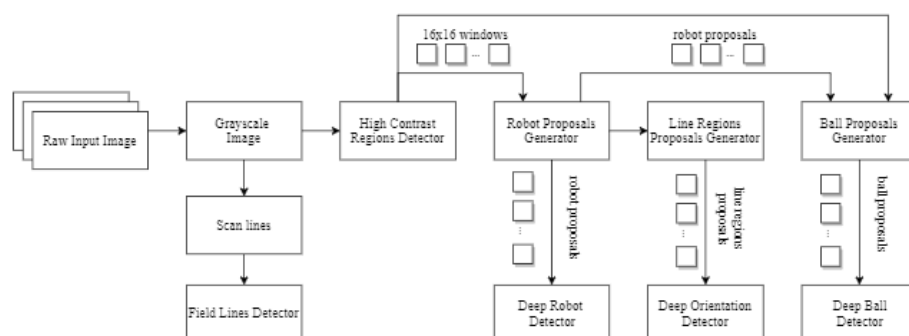 16x16 windows
...
robot proposals
...
Raw Input Image
Grayscale
Image
High Contrast
Regions Detector
Robot Proposals
Generator
Line Regions
Proposals Generator
Ball Proposals
Generator
robot proposals
...
line regions
proposals
...
ball proposals
...
Scan lines
Field Lines Detector
Deep Robot
Detector
Deep Orientation
Detector
Deep Ball
Detector